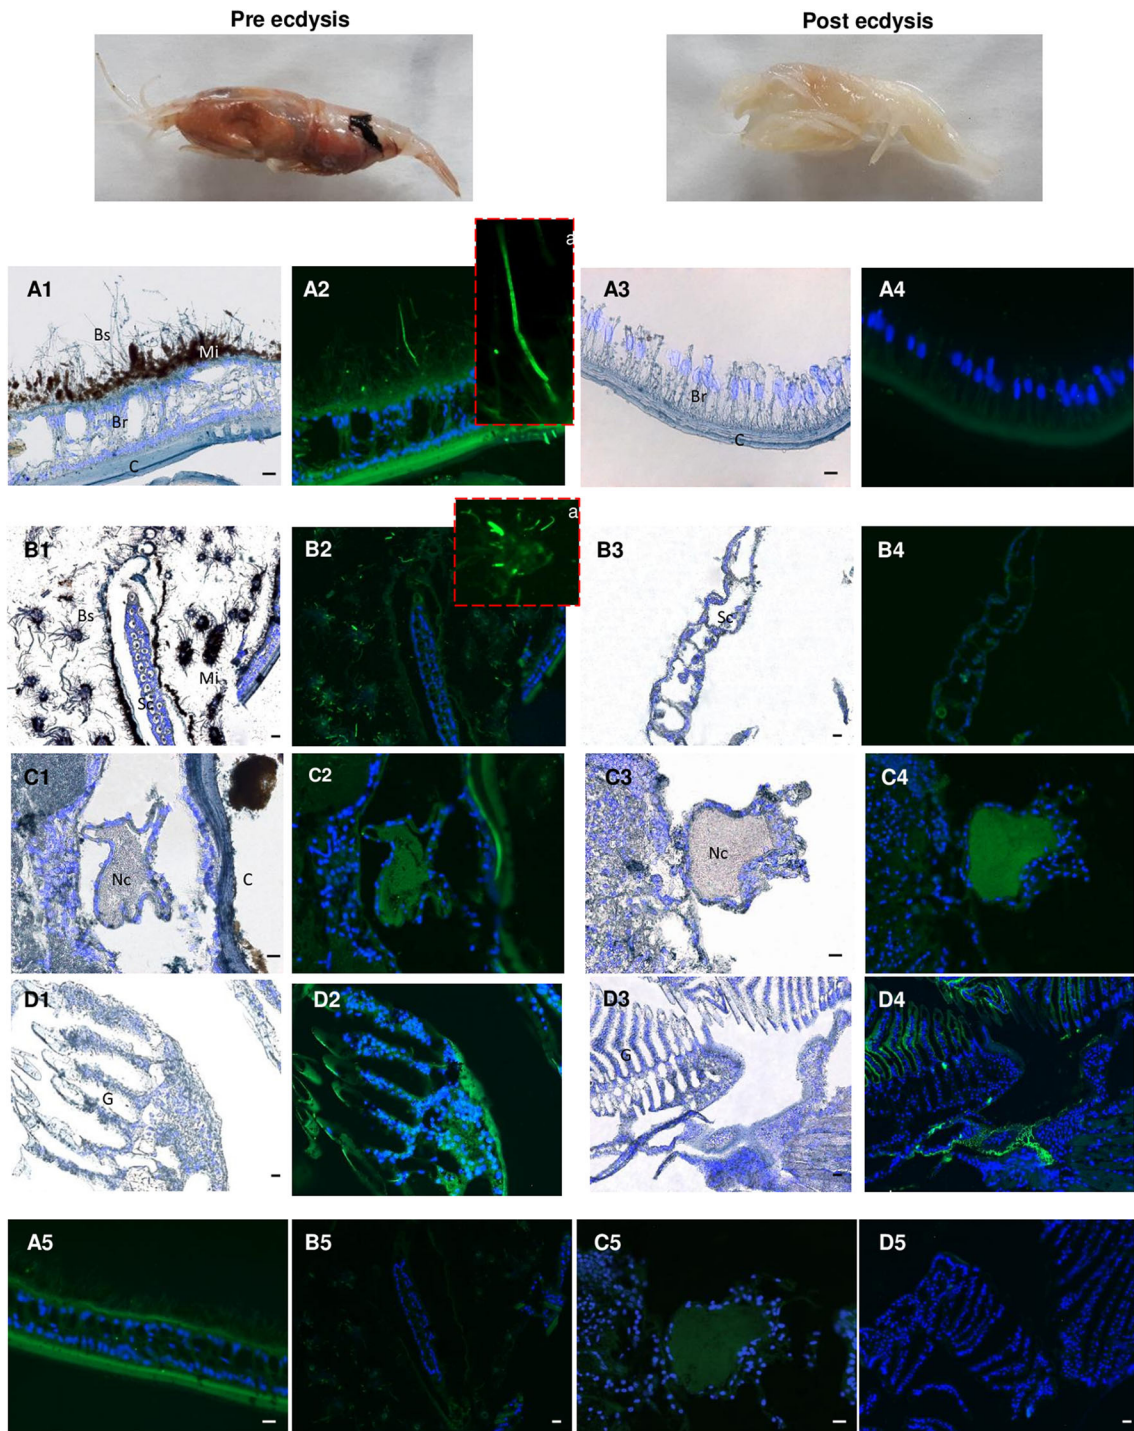 Pre ecdysis
Post ecdysis
a
A1
Bs
Mi
Br
C
A2
A3
Br
C
A4
a
B1
Bs
Sc
Mi
B2
B3
Sc
B4
C1
Nc
C
C2
C3
Nc
C4
D1
G
D2
D3
G
D4
A5
B5
C5
D5